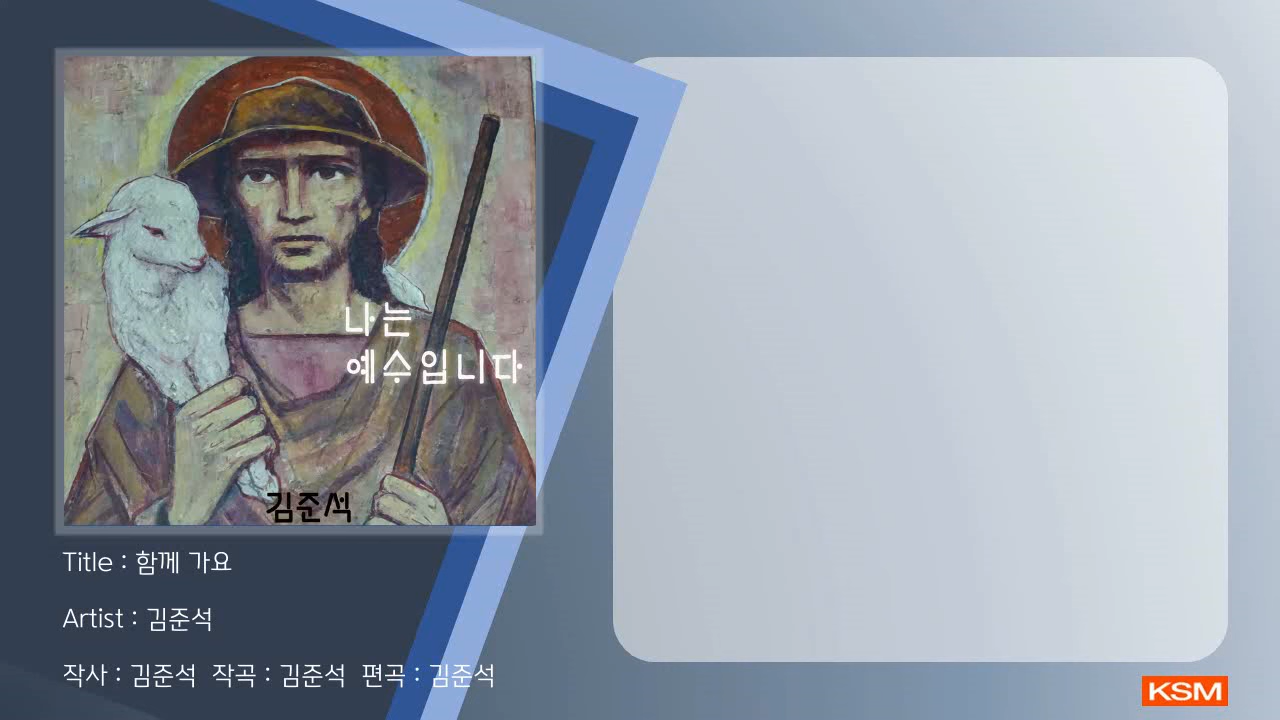 나는
예수입니다
김준석
Title : 함께 가요
Artist : 김준석
작사 : 김준석 작곡 : 김준석 편곡 : 김준석
KSM